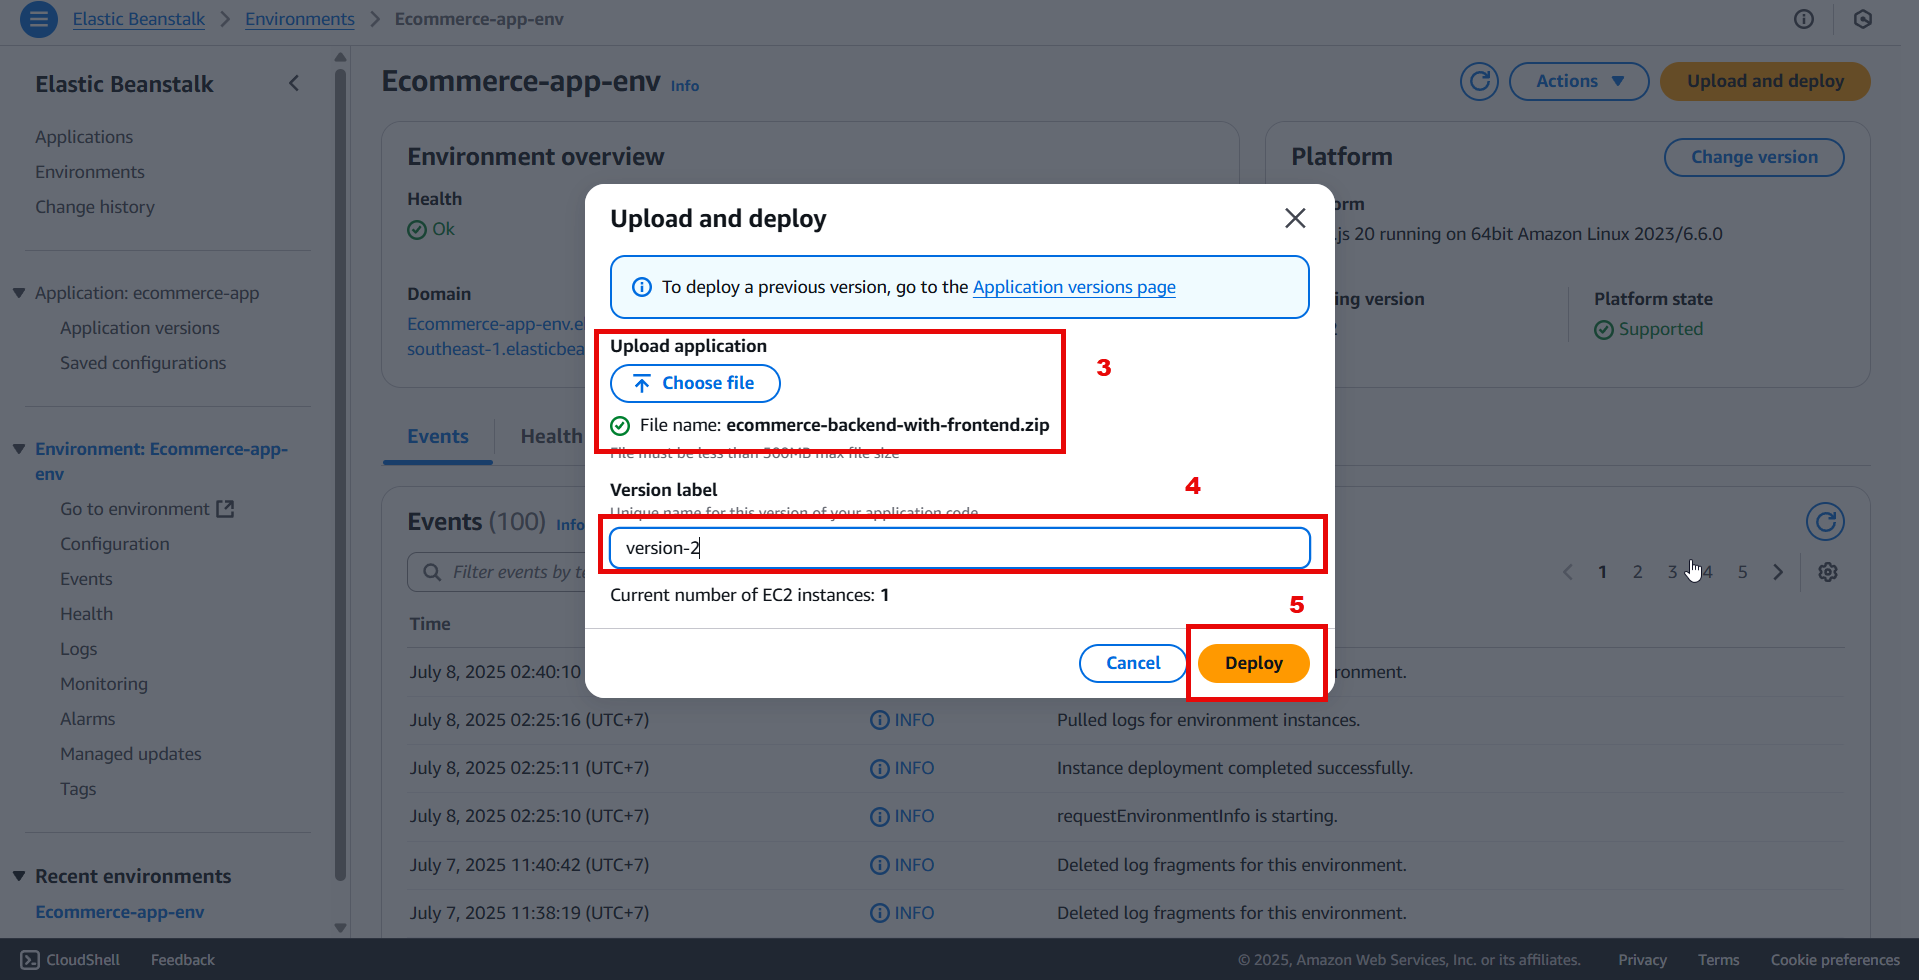 Elastic Beanstalk > Environments > Ecommerce-app-env
Elastic Beanstalk
Applications
Environments
Change history
Application: ecommerce-app
Application versions
Saved configurations
Environment: Ecommerce-app-
env
Go to environment
Configuration
Events
Health
Logs
Monitoring
Alarms
Managed updates
Tags
Recent environments
Ecommerce-app-env
Ecommerce-app-env Info
Actions
Upload and deploy
Environment overview
Health
Ok
Domain
Ecommerce-app-env.e
southeast-1.elasticbea
Platform
Change version
orm
.js 20 running on 64bit Amazon Linux 2023/6.6.0
ing version
Platform state
Supported
Upload and deploy
To deploy a previous version, go to the Application versions page
Upload application
3
Choose file
File name: ecommerce-backend-with-frontend.zip
File must be less than 500MB max file size
Version label
4
Unique name for this version of your application code
version-2
Current number of EC2 instances: 1
5
Cancel
Deploy
Events
Health
Events (100) Info
Filter events by te
1 2 3 4 5
Time
July 8, 2025 02:40:10
ronment.
July 8, 2025 02:25:16 (UTC+7) INFO Pulled logs for environment instances.
July 8, 2025 02:25:11 (UTC+7) INFO Instance deployment completed successfully.
July 8, 2025 02:25:10 (UTC+7) INFO requestEnvironmentInfo is starting.
July 7, 2025 11:40:42 (UTC+7) INFO Deleted log fragments for this environment.
July 7, 2025 11:38:19 (UTC+7) INFO Deleted log fragments for this environment.
CloudShell Feedback © 2025, Amazon Web Services, Inc. or its affiliates. Privacy Terms Cookie preferences